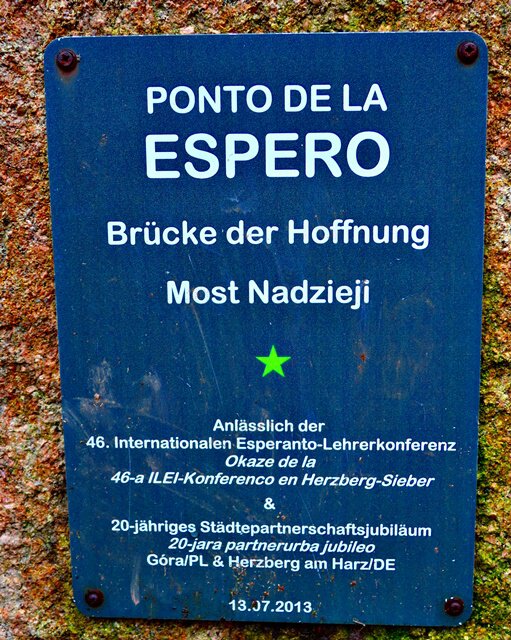 PONTO DE LA
ESPERO
Brücke der Hoffnung
Most Nadzieji
Anlässlich der
46. Internationalen Esperanto-Lehrerkonferenz
Okaze de la
46-a ILEI-Konferenco en Herzberg-Sieber
&
20-jähriges Städtepartnerschaftsjubiläum
20-jara partnerurba jubileo
Góra/PL & Herzberg am Harz/DE
13.07.2013